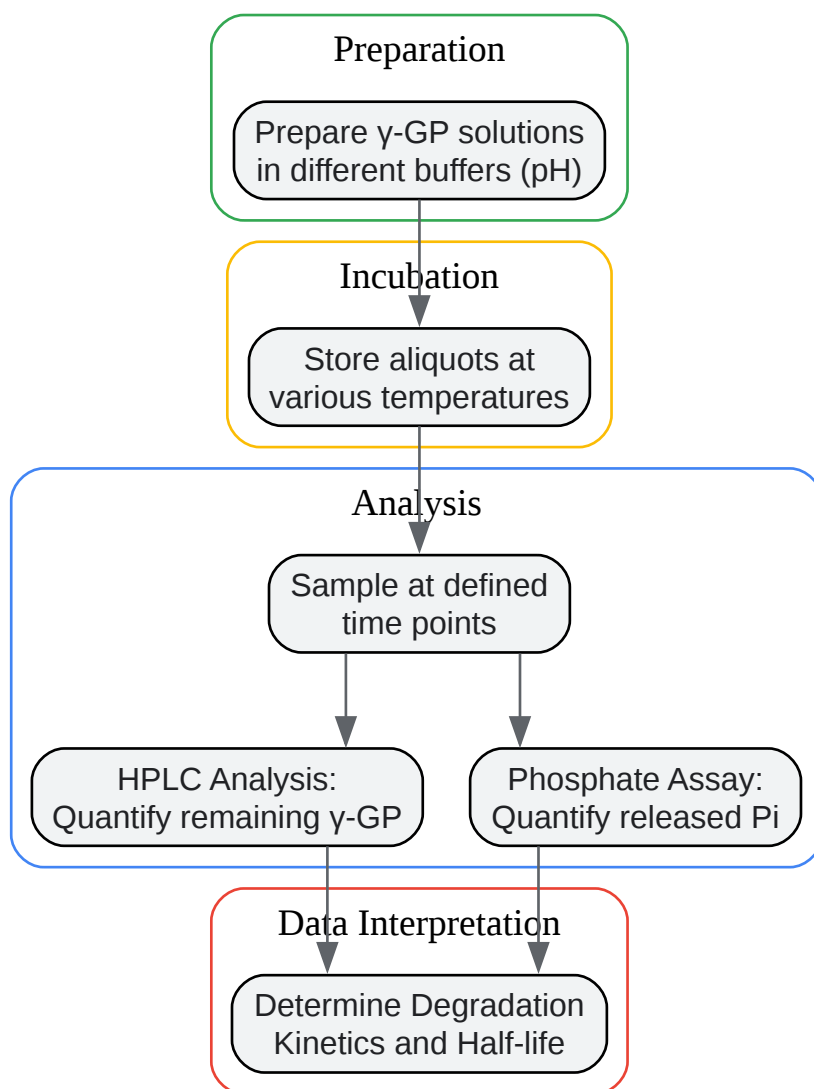 Preparation
Prepare γ-GP solutions
in different buffers (pH)
Incubation
Store aliquots at
various temperatures
Analysis
Sample at defined
time points
HPLC Analysis:
Quantify remaining γ-GP
Phosphate Assay:
Quantify released Pi
Data Interpretation
Determine Degradation
Kinetics and Half-life